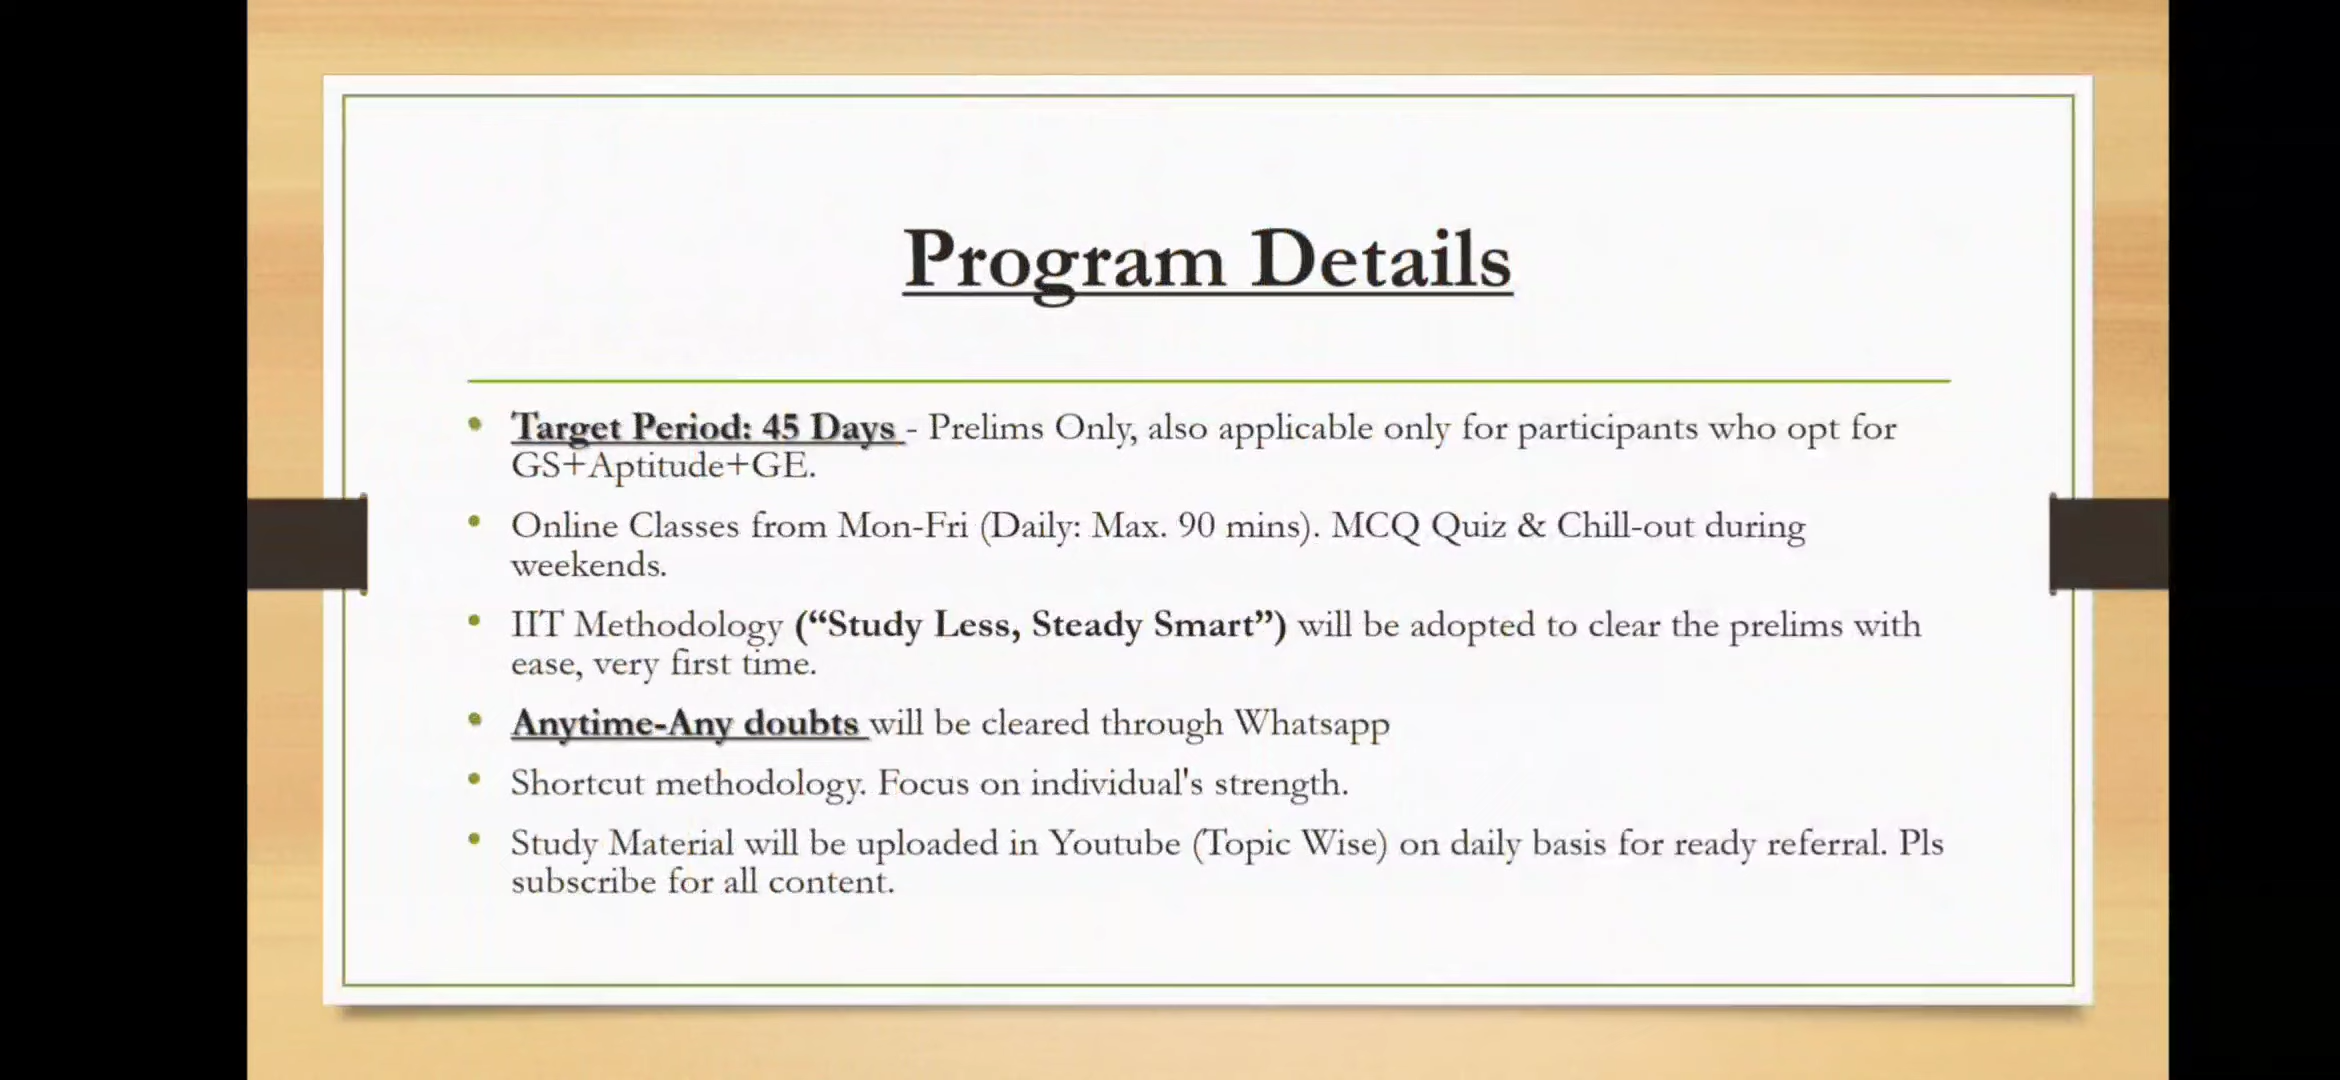 Program Details
Target Period: 45 Days - Prelims Only, also applicable only for participants who opt for
GS+Aptitude+GE.
Online Classes from Mon-Fri (Daily: Max. 90 mins). MCQ Quiz & Chill-out during
weekends.
IIT Methodology (“Study Less, Steady Smart”) will be adopted to clear the prelims with
ease, very first time.
Anytime-Any doubts will be cleared through Whatsapp
Shortcut methodology. Focus on individual's strength.
Study Material will be uploaded in Youtube (Topic Wise) on daily basis for ready referral. Pls
subscribe for all content.